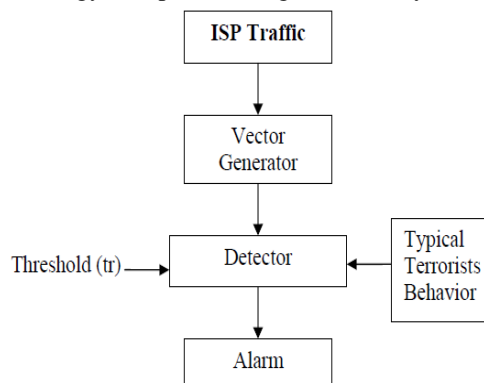 ISP Traffic
Vector
Generator
Threshold (tr)
Detector
Typical
Terrorists
Behavior
Alarm